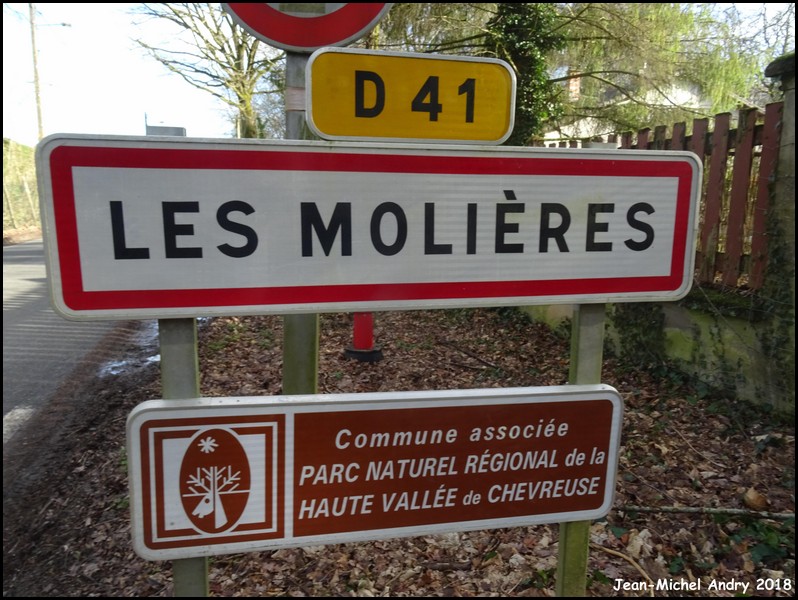 D 41
LES MOLIÈRES
Commune associée
PARC NATUREL RÉGIONAL de la
HAUTE VALLÉE de CHEVREUSE
Jean-Michel Andry 2018